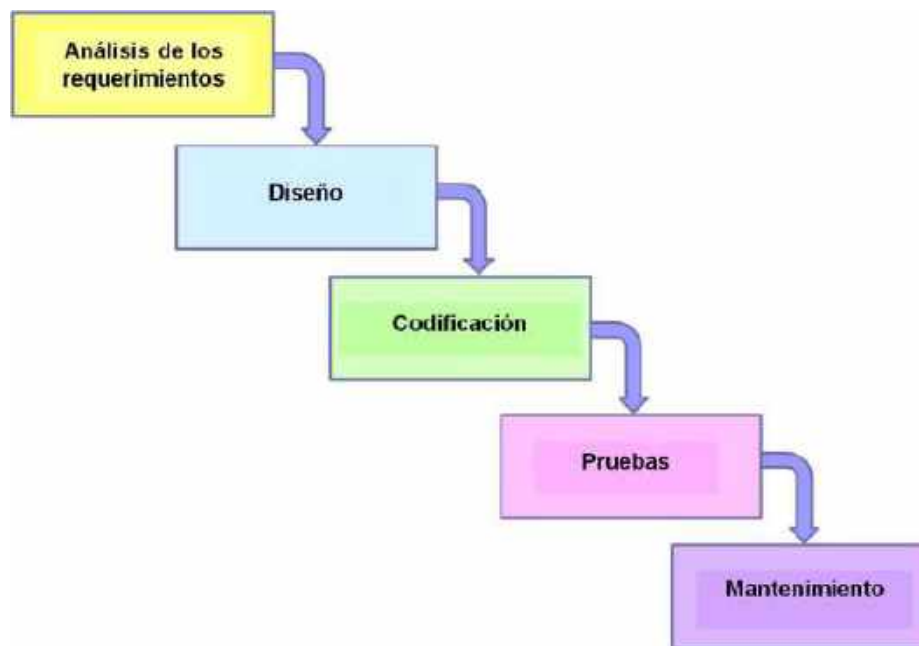 Análisis de los
requerimientos
Diseño
Codificación
Pruebas
Mantenimiento